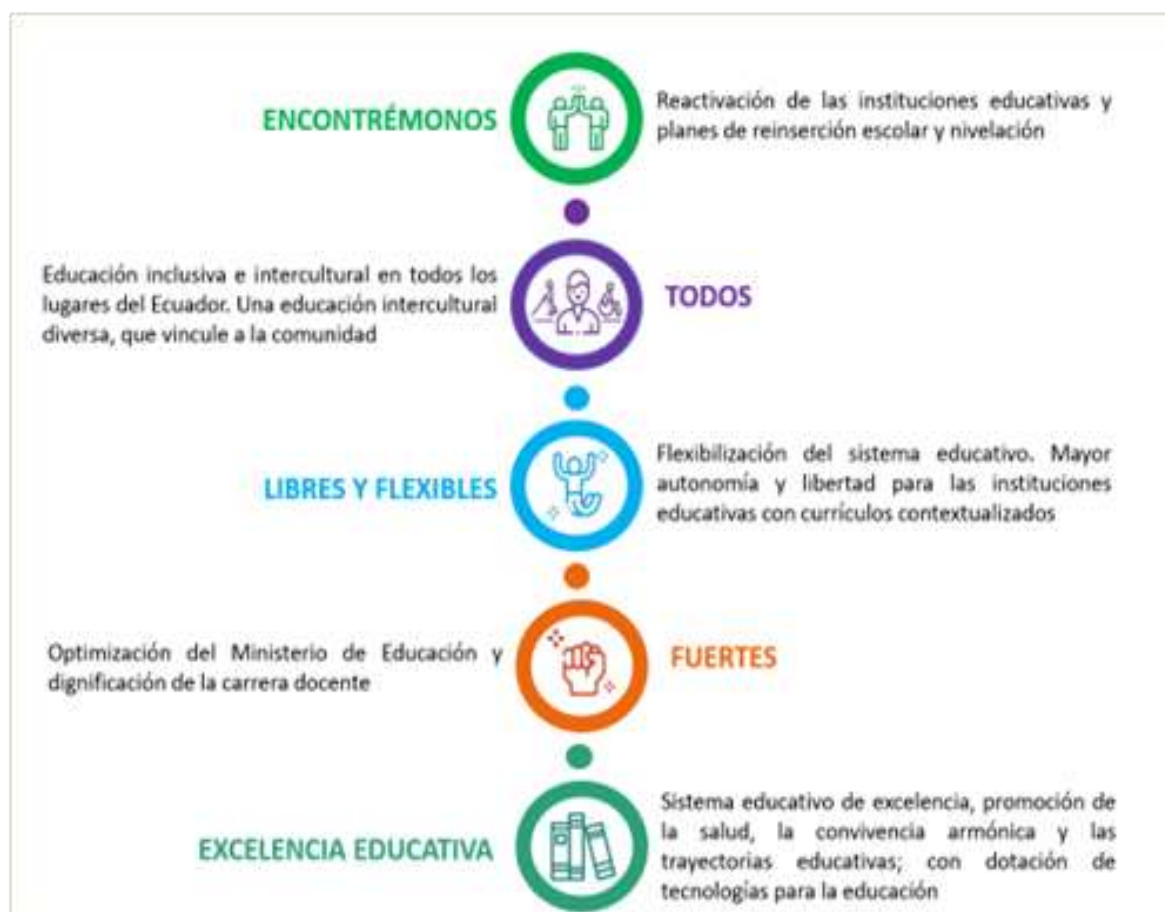 ENCONTRÉMONOS
Reactivación de las instituciones educativas y
planes de reinserción escolar y nivelación
Educación inclusiva e intercultural en todos los
lugares del Ecuador. Una educación intercultural
diversa, que vincule a la comunidad
TODOS
LIBRES Y FLEXIBLES
Flexibilización del sistema educativo. Mayor
autonomía y libertad para las instituciones
educativas con currículos contextualizados
Optimización del Ministerio de Educación y
dignificación de la carrera docente
FUERTES
EXCELENCIA EDUCATIVA
Sistema educativo de excelencia, promoción de
la salud, la convivencia armónica y las
trayectorias educativas; con dotación de
tecnologías para la educación